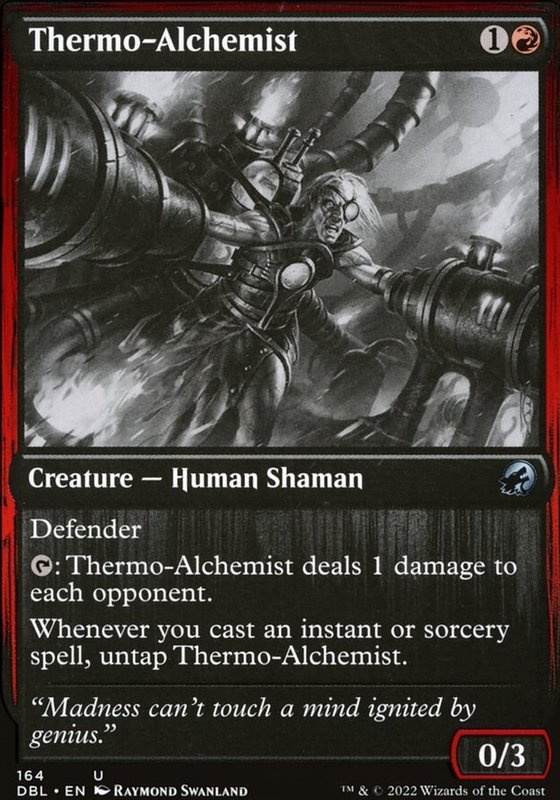 Thermo-Alchemist 1
Creature — Human Shaman
Defender
: Thermo-Alchemist deals 1 damage to
each opponent.
Whenever you cast an instant or sorcery
spell, untap Thermo-Alchemist.
“Madness can’t touch a mind ignited by
genius.”
0/3
164 U
DBL • EN RAYMOND SWANLAND
™ & © 2022 Wizards of the Coast